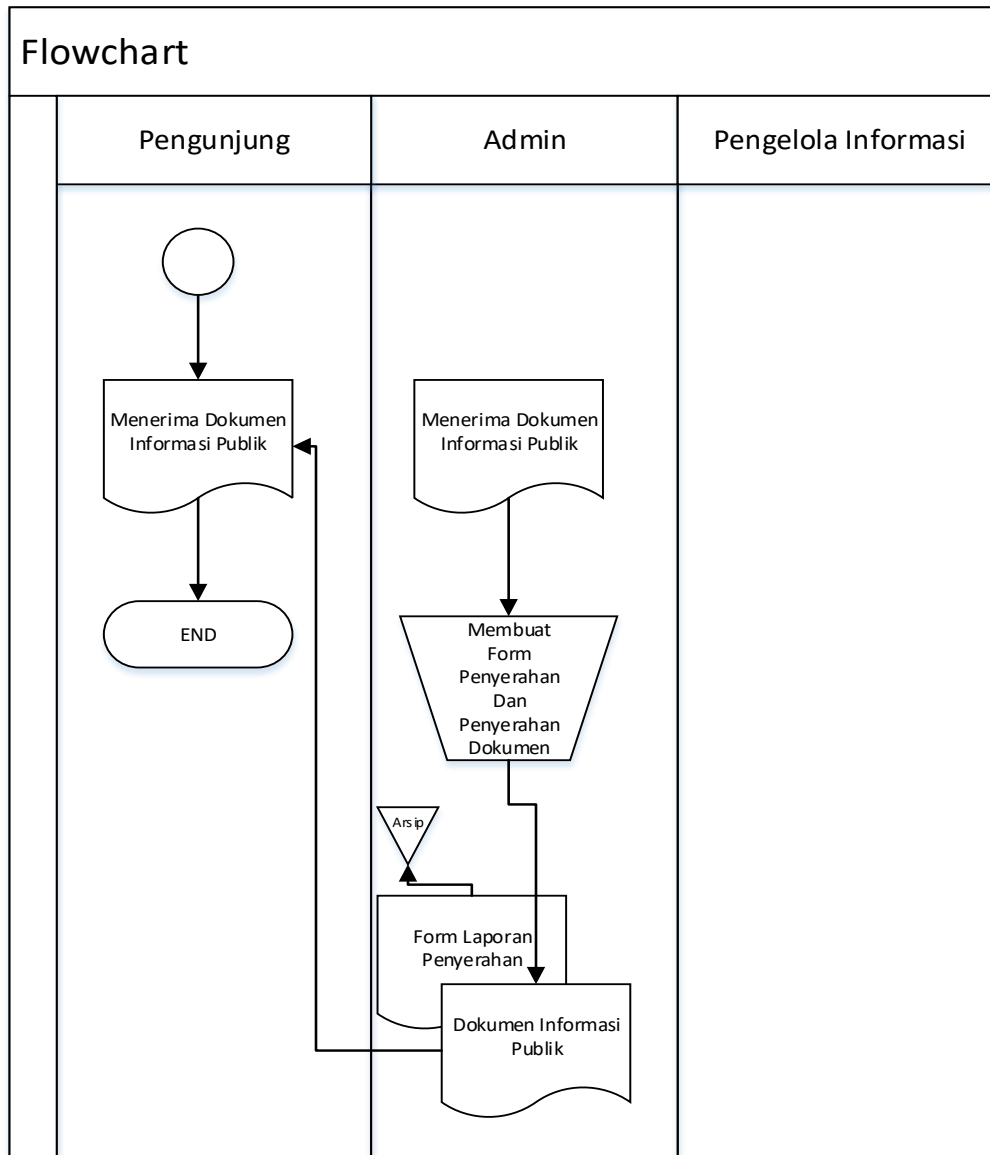 Flowchart
Pengunjung
Admin
Pengelola Informasi
Menerima Dokumen
Informasi Publik
END
Menerima Dokumen
Informasi Publik
Membuat
Form
Penyerahan
Dan
Penyerahan
Dokumen
Arsip
Form Laporan
Penyerahan
Dokumen Informasi
Publik